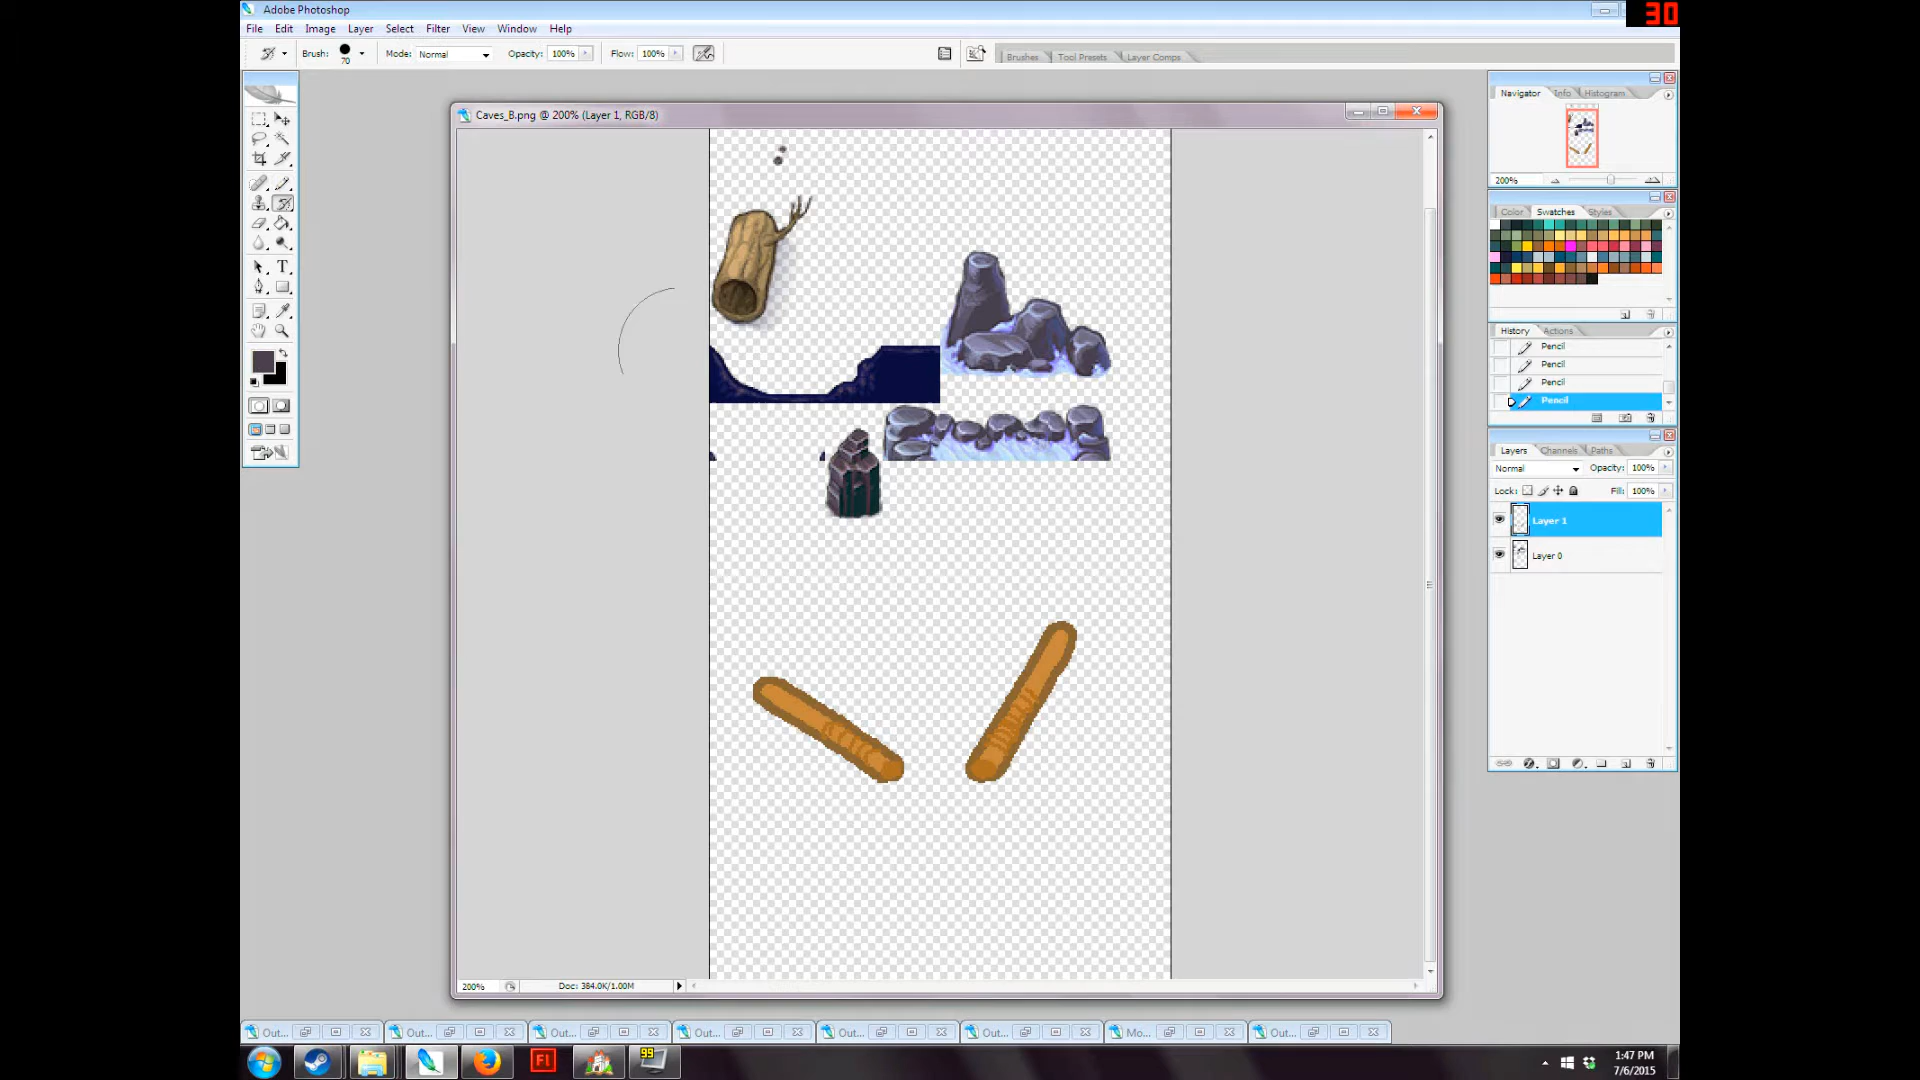 Adobe Photoshop
30
File Edit Image Layer Select Filter View Window Help
Brush: 70 Mode: Normal Opacity: 100% Flow: 100% Brushes Tool Presets Layer Comps
Caves_B.png @ 200% (Layer 1, RGB/8)
Navigator Info Histogram
200%
Color Swatches Styles
History Actions
Pencil
Pencil
Pencil
Pencil
Layers Channels Paths
Normal Opacity: 100%
Lock: Fill: 100%
Layer 1
Layer 0
T
200% Doc: 384.0K/1.00M
Out... Out... Out... Out... Out... Out... Mo... Out...
Fl 99
1:47 PM
7/6/2015